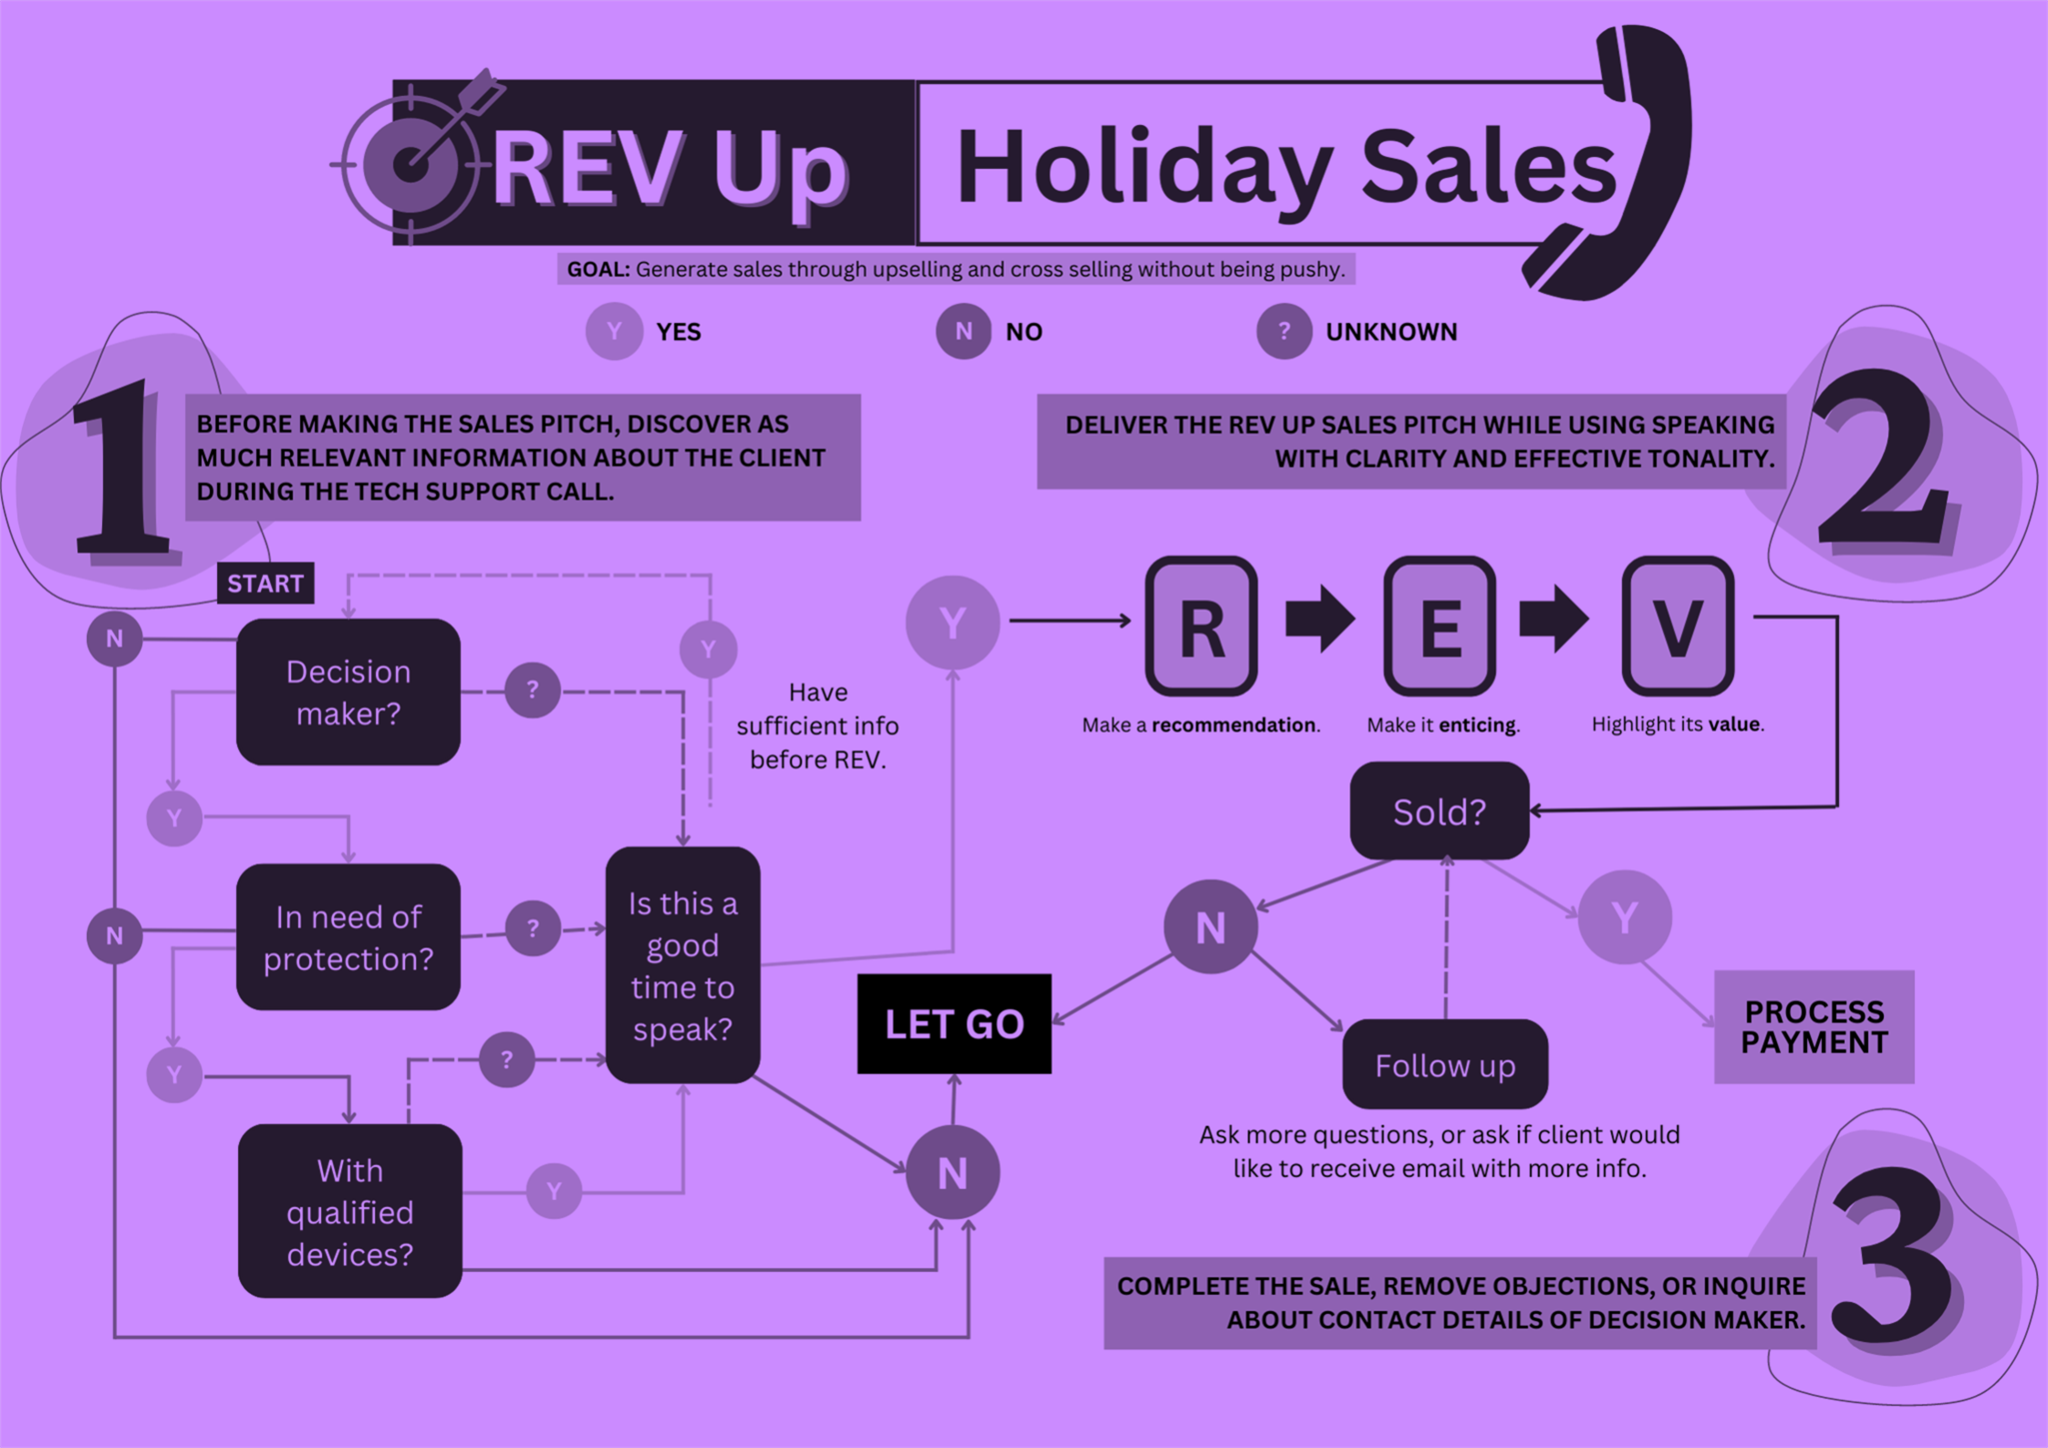 REV Up
Holiday Sales
GOAL: Generate sales through upselling and cross selling without being pushy.
Y YES
N NO
? UNKNOWN
1
BEFORE MAKING THE SALES PITCH, DISCOVER AS
MUCH RELEVANT INFORMATION ABOUT THE CLIENT
DURING THE TECH SUPPORT CALL.
START
N
Decision
maker?
?
Y
Have
sufficient info
before REV.
Y
In need of
protection?
N
?
Y
Is this a
good
time to
speak?
?
With
qualified
devices?
Y
Y
N
LET GO
2
DELIVER THE REV UP SALES PITCH WHILE USING SPEAKING
WITH CLARITY AND EFFECTIVE TONALITY.
R
E
V
Make a recommendation.
Make it enticing.
Highlight its value.
Sold?
N
Y
PROCESS
PAYMENT
Follow up
Ask more questions, or ask if client would
like to receive email with more info.
3
COMPLETE THE SALE, REMOVE OBJECTIONS, OR INQUIRE
ABOUT CONTACT DETAILS OF DECISION MAKER.